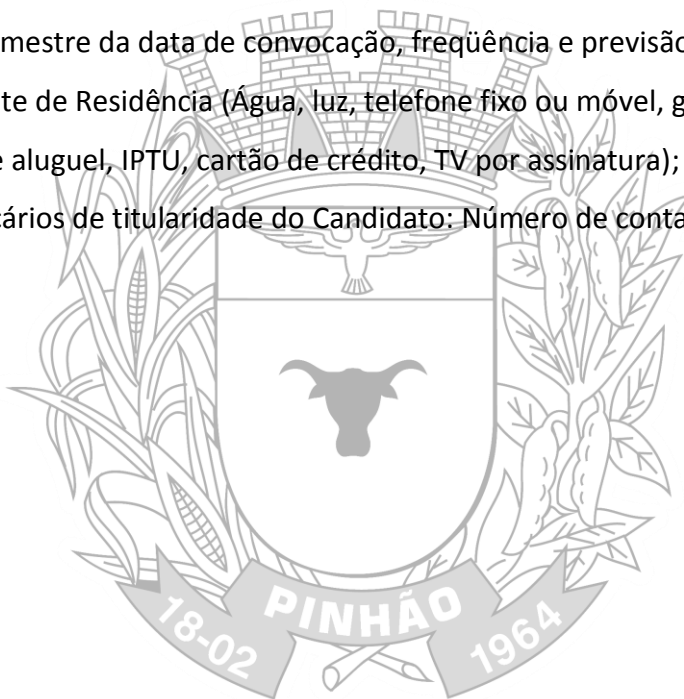 mestre da data de convocação, freqüência e previsão
te de Residência (Água, luz, telefone fixo ou móvel, g
e aluguel, IPTU, cartão de crédito, TV por assinatura);
cários de titularidade do Candidato: Número de conta
18-02 PINHÃO 1964